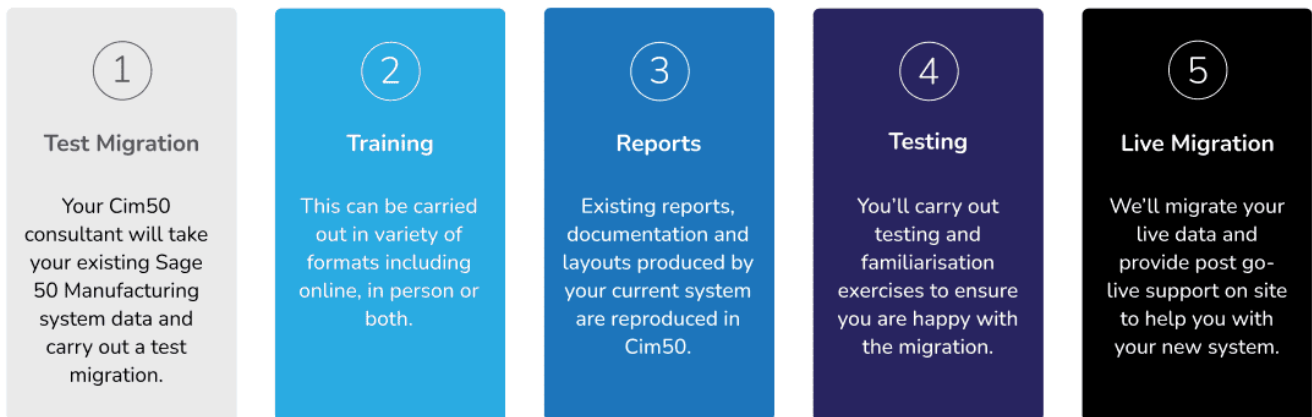 1
Test Migration
Your Cim50
consultant will take
your existing Sage
50 Manufacturing
system data and
carry out a test
migration.
2
Training
This can be carried
out in variety of
formats including
online, in person or
both.
3
Reports
Existing reports,
documentation and
layouts produced by
your current system
are reproduced in
Cim50.
4
Testing
You’ll carry out
testing and
familiarisation
exercises to ensure
you are happy with
the migration.
5
Live Migration
We’ll migrate your
live data and
provide post go-
live support on site
to help you with
your new system.